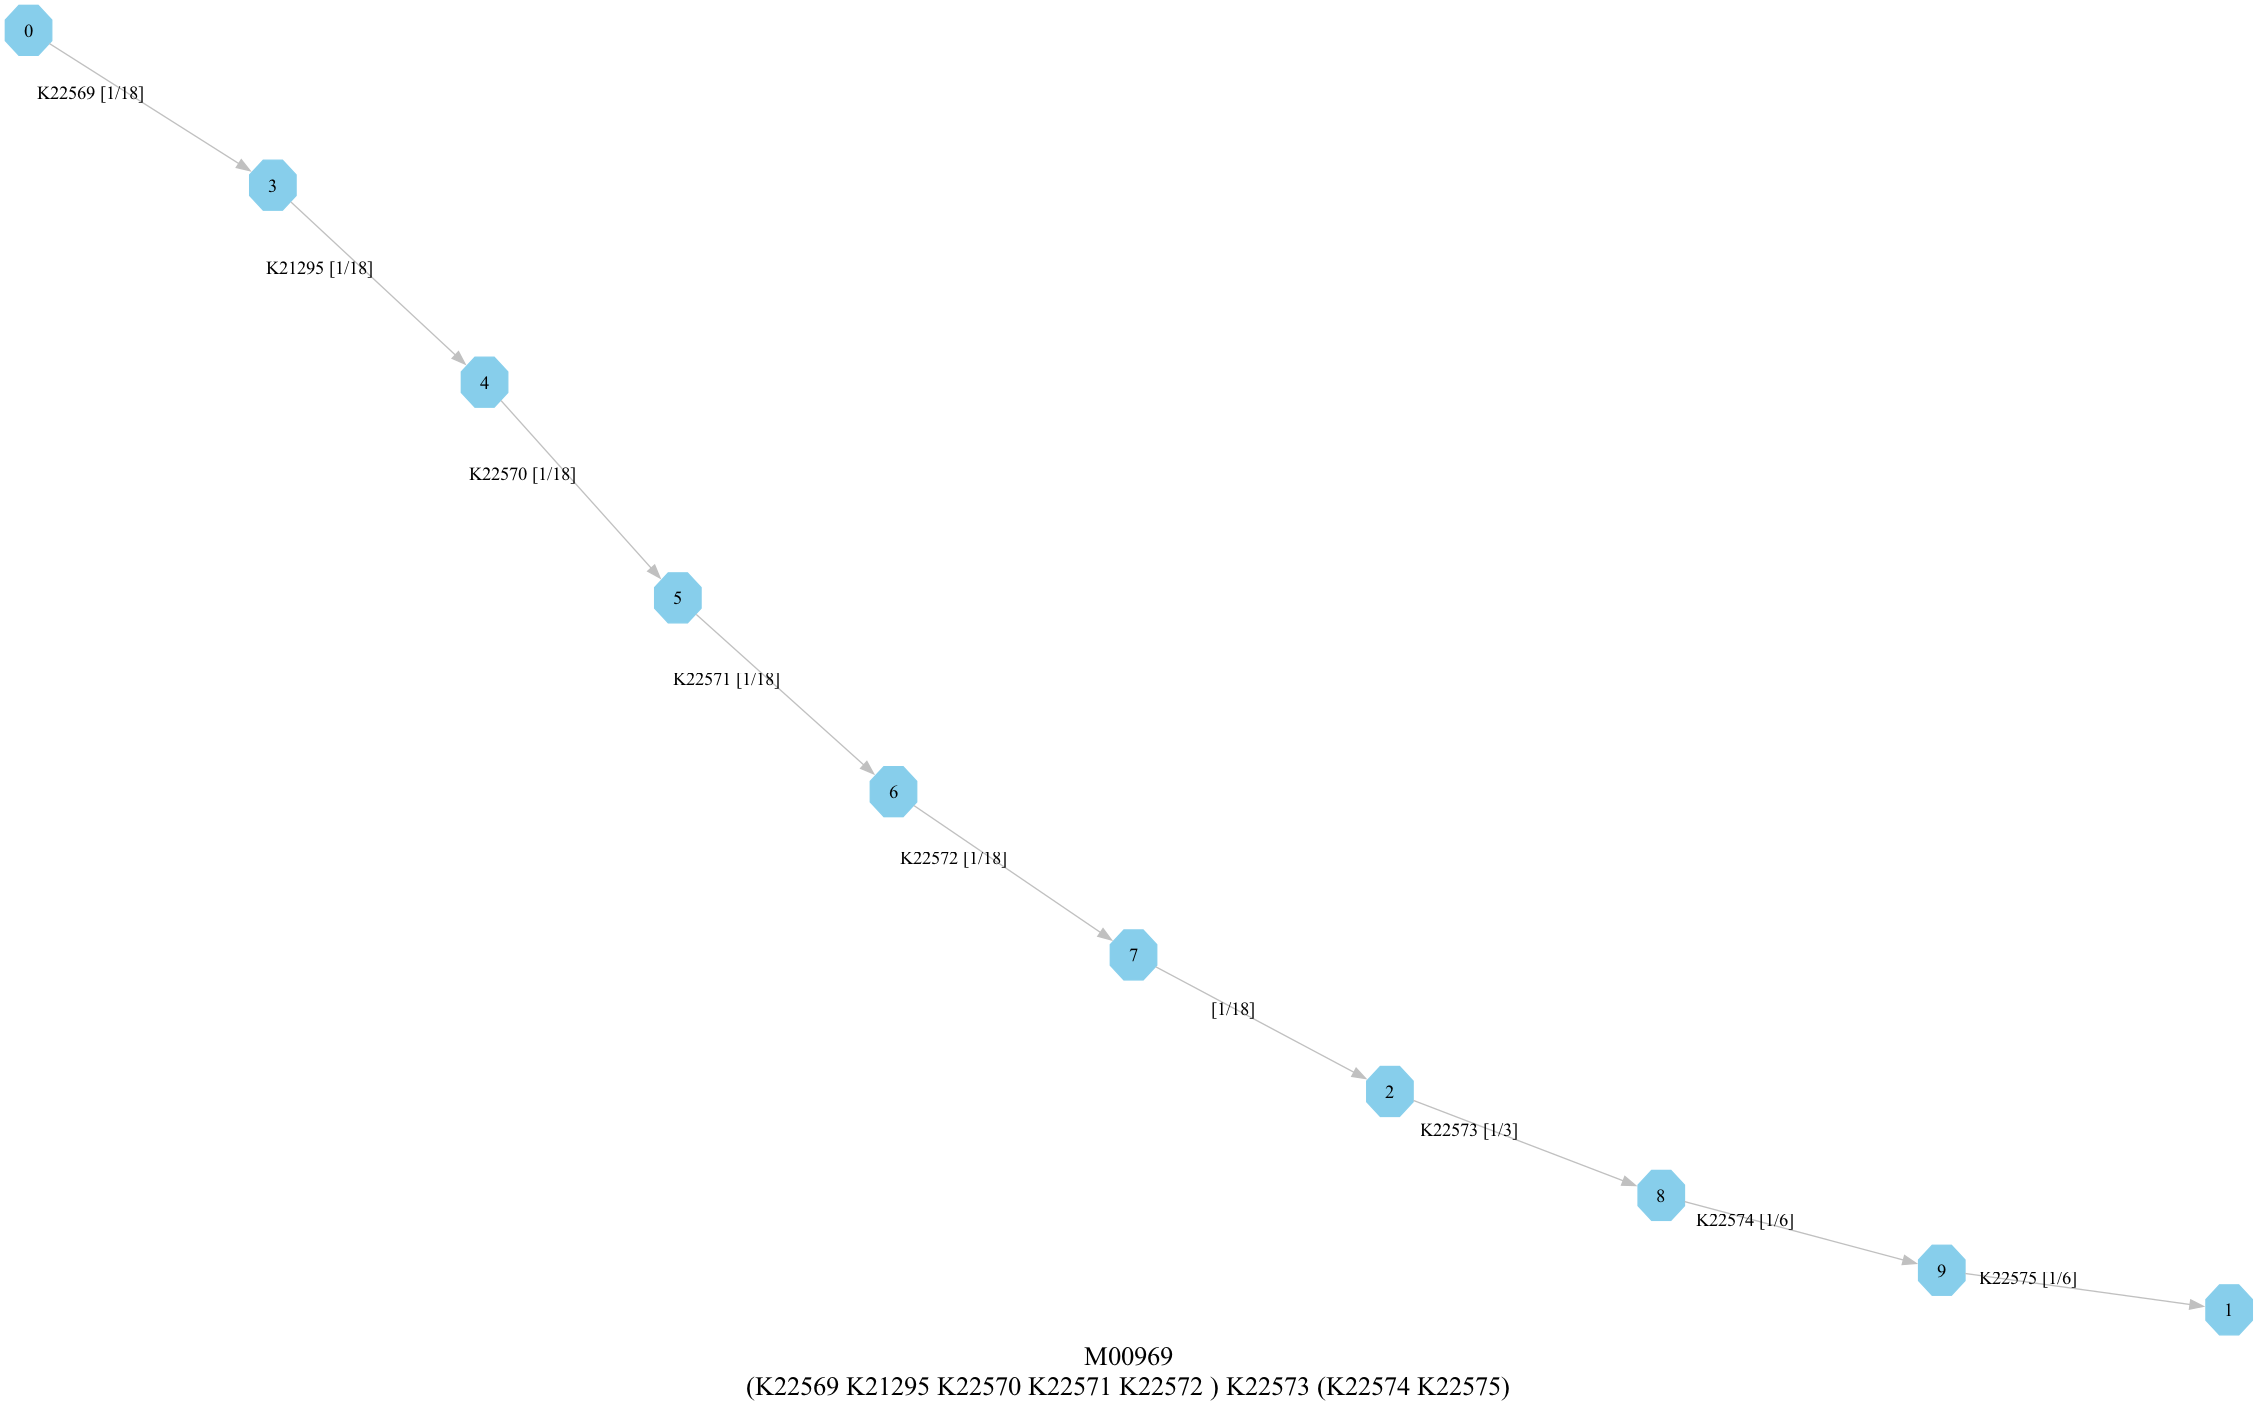 0
K22569 [1/18]
3
K21295 [1/18]
4
K22570 [1/18]
5
K22571 [1/18]
6
K22572 [1/18]
7
[1/18]
2
K22573 [1/3]
8
K22574 [1/6]
9
K22575 [1/6]
1
M00969
(K22569 K21295 K22570 K22571 K22572 ) K22573 (K22574 K22575)